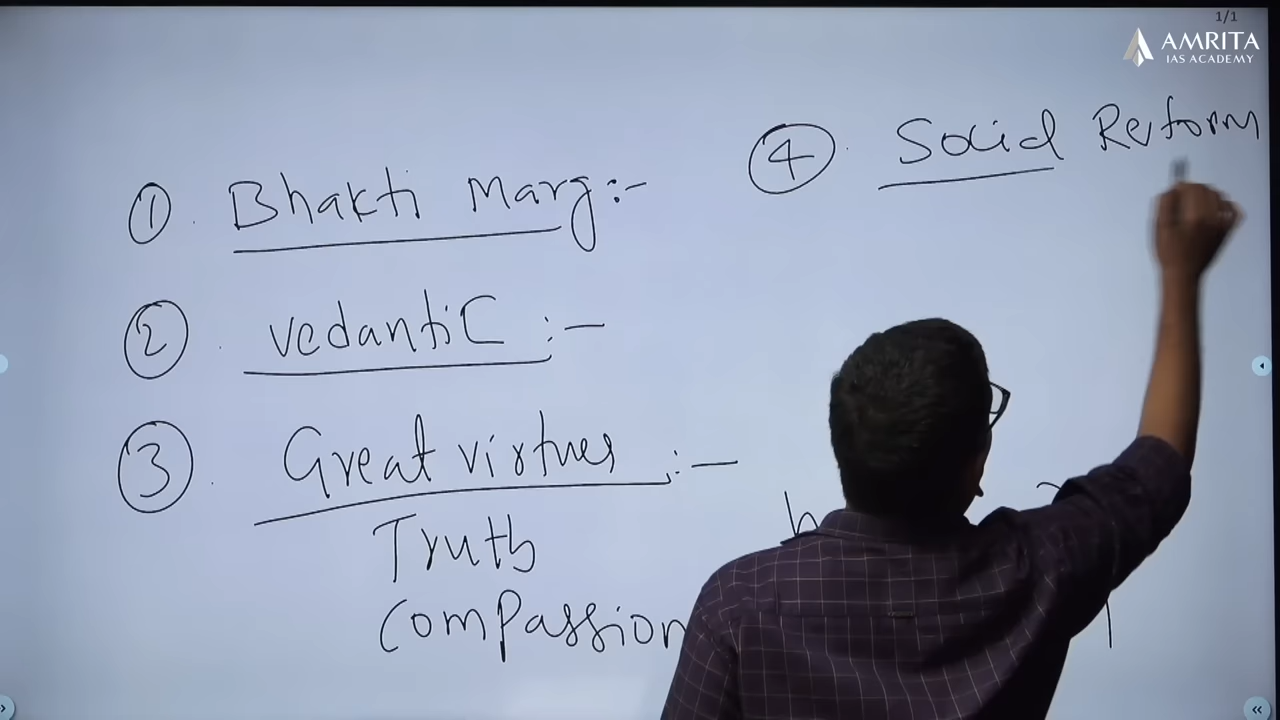 1/1
AMRITA
IAS ACADEMY
① Bhakti Marg:-
② vedantic :-
③ Great virtues :-
Truth
Compassion
④ Social Reform